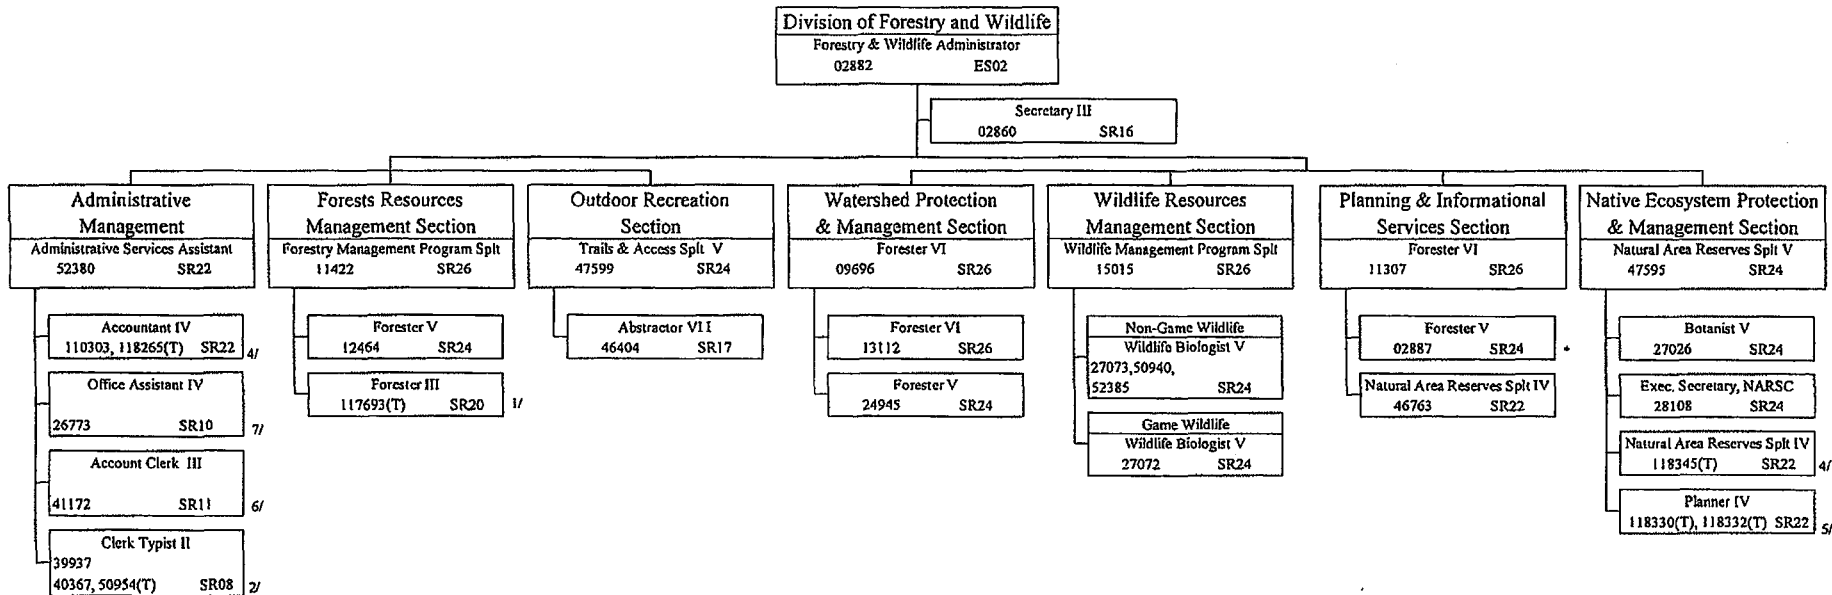 Division of Forestry and Wildlife
Forestry & Wildlife Administrator
02882 ES02
Secretary III
02860 SR16
Administrative
Management
Administrative Services Assistant
52380 SR22
Accountant IV
110303, 118265(T) SR22 4/
Office Assistant IV
26773 SR10 7/
Account Clerk III
41172 SR11 6/
Clerk Typist II
39937
40367, 50954(T) SR08 2/
Forests Resources
Management Section
Forestry Management Program Splt
11422 SR26
Forester V
12464 SR24
Forester III
117693(T) SR20 1/
Outdoor Recreation
Section
Trails & Access Splt V
47599 SR24
Abstractor VII
46404 SR17
Watershed Protection
& Management Section
Forester VI
09696 SR26
Forester VI
13112 SR26
Forester V
24945 SR24
Wildlife Resources
Management Section
Wildlife Management Program Splt
15015 SR26
Non-Game Wildlife
Wildlife Biologist V
27073,50940,
52385 SR24
Game Wildlife
Wildlife Biologist V
27072 SR24
Planning & Informational
Services Section
Forester VI
11307 SR26
Forester V
02887 SR24 *
Natural Area Reserves Splt IV
46763 SR22
Native Ecosystem Protection
& Management Section
Natural Area Reserves Splt V
47595 SR24
Botanist V
27026 SR24
Exec. Secretary, NARSC
28108 SR24
Natural Area Reserves Splt IV
118345(T) SR22 4/
Planner IV
118330(T), 118332(T) SR22 5/